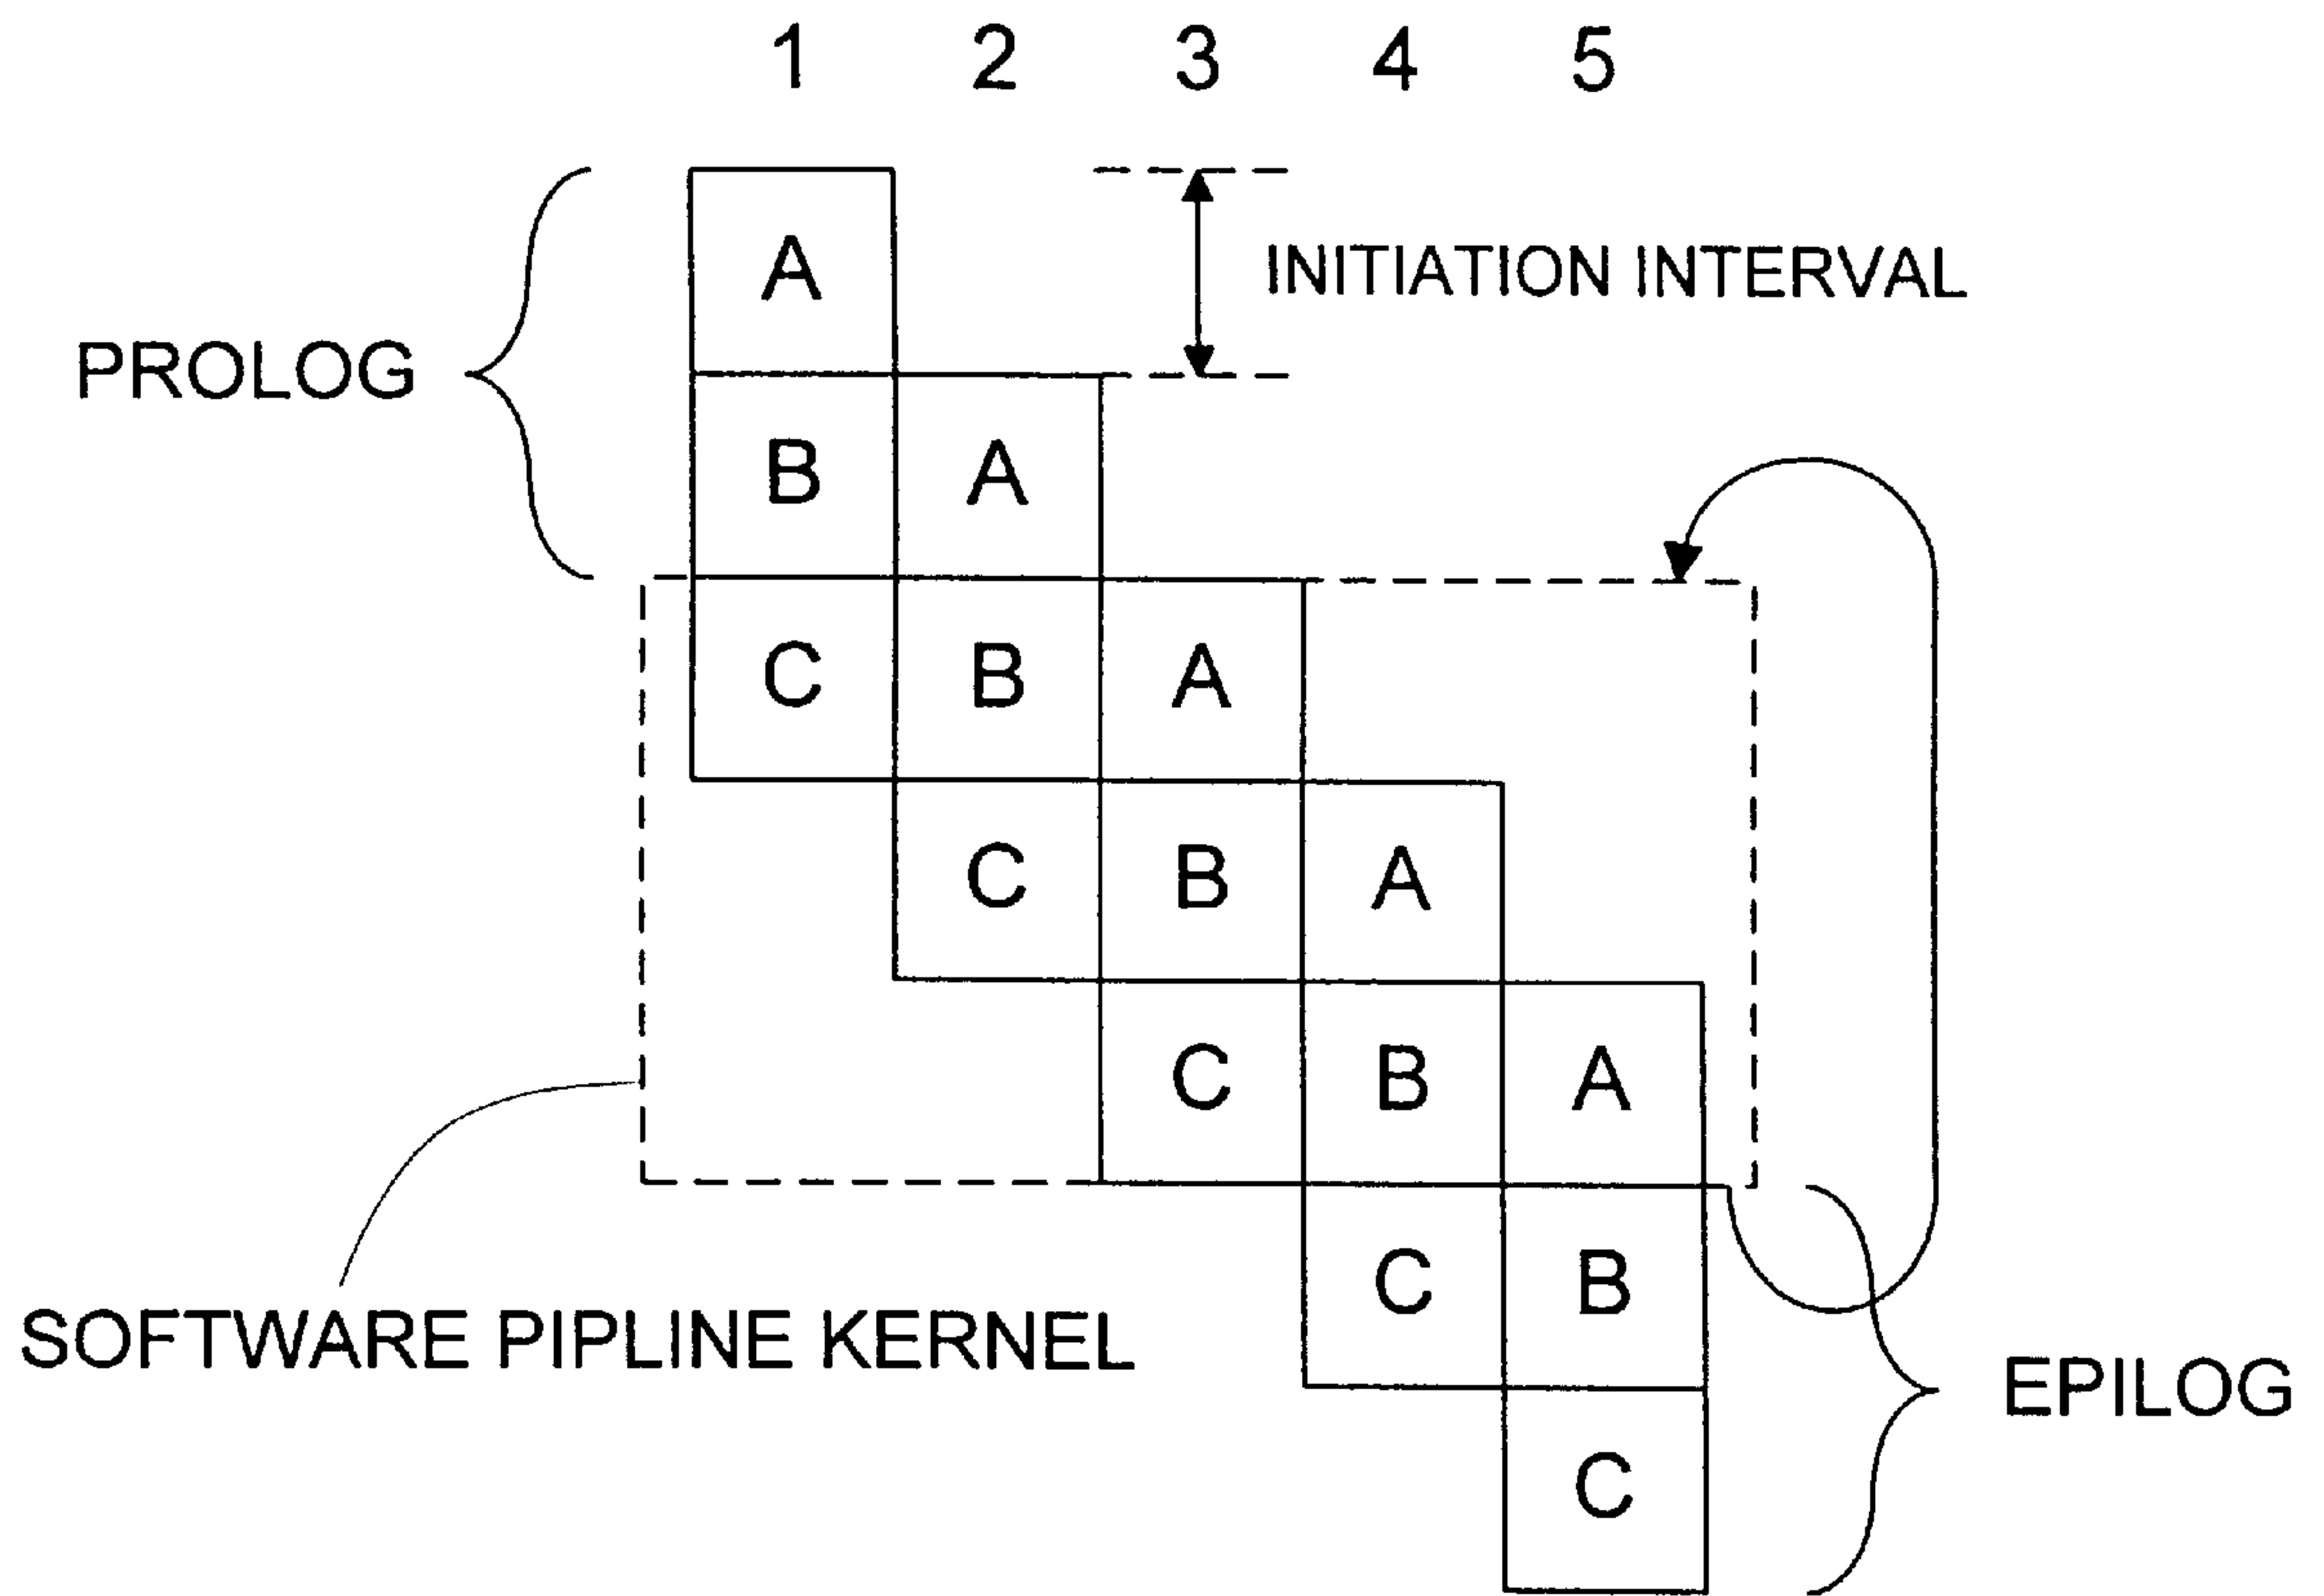 1 2 3 4 5
A
INITIATION INTERVAL
PROLOG
B A
C B A
C B A
C B A
C B
SOFTWARE PIPLINE KERNEL
EPILOG
C